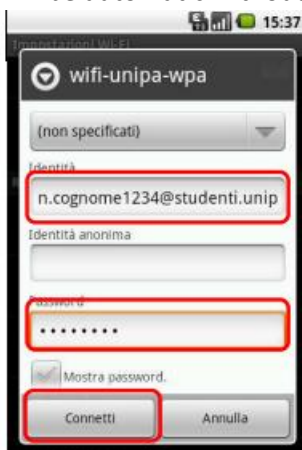 15:37
Impostazioni Wi-Fi
wifi-unipa-wpa
(non specificati)
Identità
n.cognome1234@studenti.unip
Identità anonima
Password
••••••••
Mostra password.
Connetti Annulla